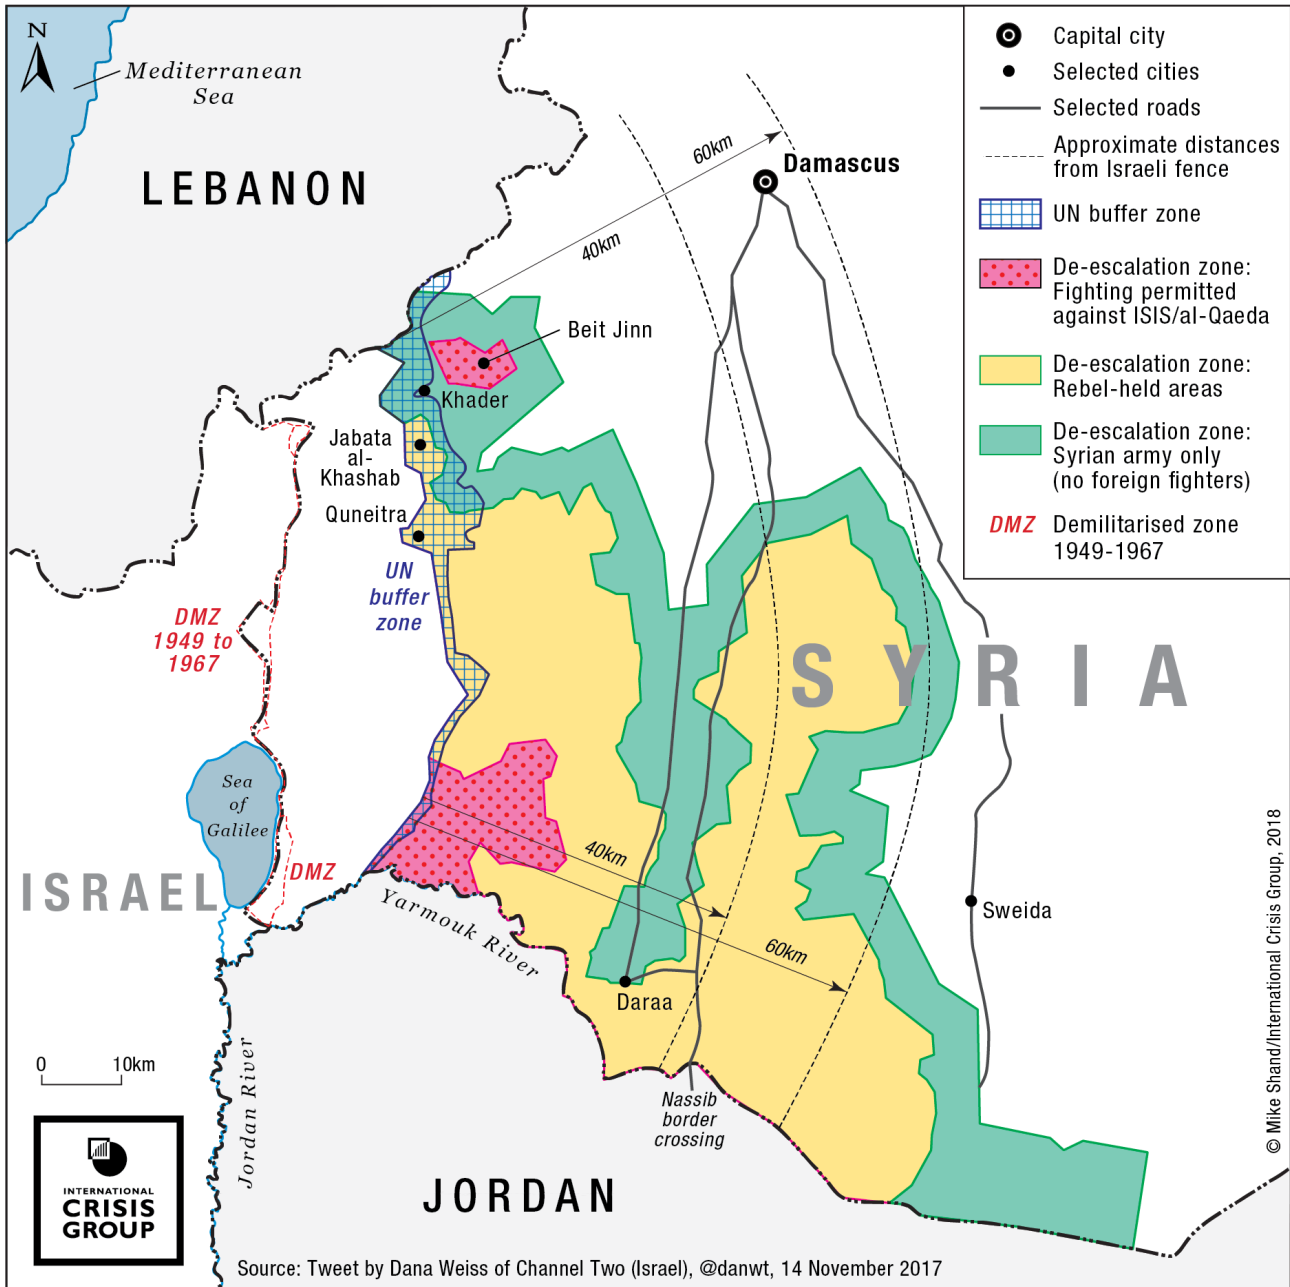 N
Mediterranean
Sea
LEBANON
60km
Damascus
40km
Beit Jinn
Khader
Jabata
al-
Khashab
Quneitra
UN
buffer
zone
DMZ
1949 to
1967
SYRIA
Sea
of
Galilee
DMZ
ISRAEL
40km
Yarmouk River
60km
Sweida
Daraa
0 10km
Jordan River
Nassib
border
crossing
JORDAN
INTERNATIONAL
CRISIS
GROUP
Source: Tweet by Dana Weiss of Channel Two (Israel), @danwt, 14 November 2017
Capital city
Selected cities
Selected roads
Approximate distances
from Israeli fence
UN buffer zone
De-escalation zone:
Fighting permitted
against ISIS/al-Qaeda
De-escalation zone:
Rebel-held areas
De-escalation zone:
Syrian army only
(no foreign fighters)
DMZ Demilitarised zone
1949-1967
© Mike Shand/International Crisis Group, 2018